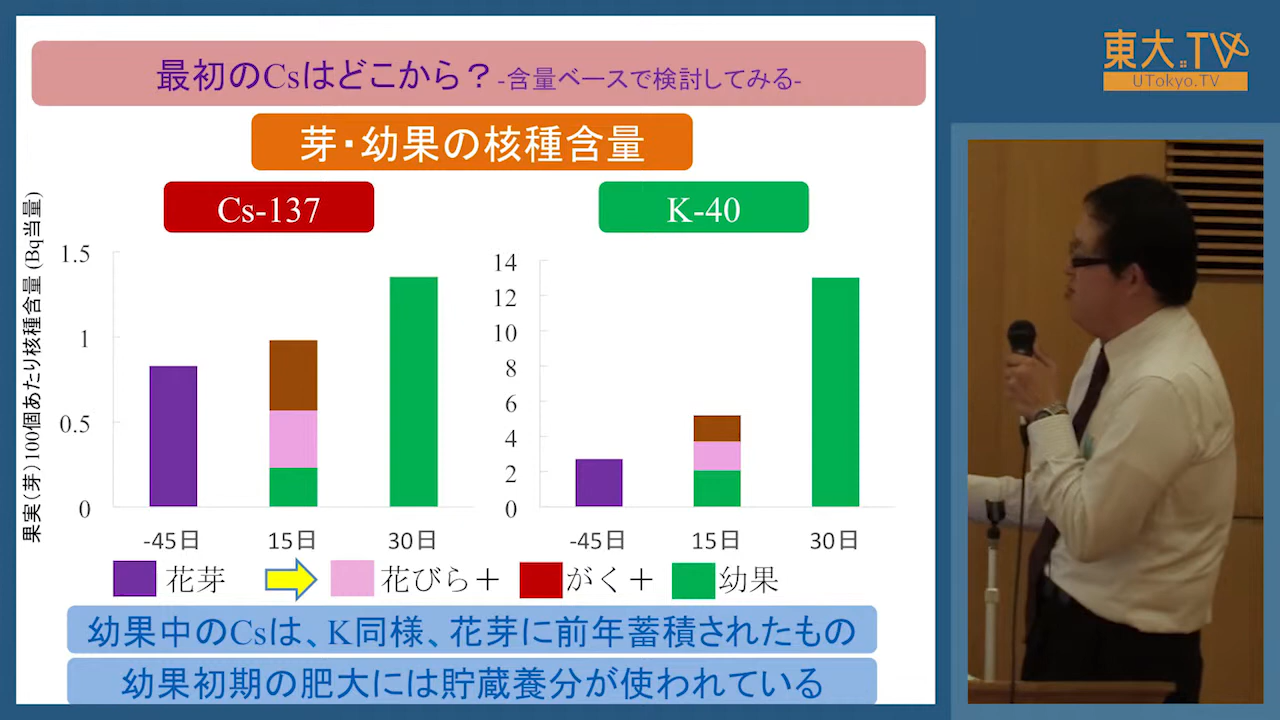 最初のCsはどこから？-含量ベースで検討してみる-
東大.TV
UTokyo.TV
芽・幼果の核種含量
Cs-137
K-40
果実（芽）100個あたり核種含量 (Bq当量)
1.5
1
0.5
0
-45日
15日
30日
14
12
10
8
6
4
2
0
-45日
15日
30日
花芽
花びら＋
がく＋
幼果
幼果中のCsは、K同様、花芽に前年蓄積されたもの
幼果初期の肥大には貯蔵養分が使われている